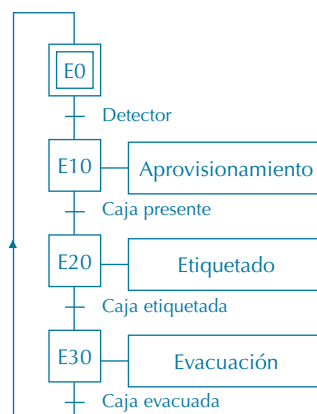 E0
Detector
E10
Aprovisionamiento
Caja presente
E20
Etiquetado
Caja etiquetada
E30
Evacuación
Caja evacuada